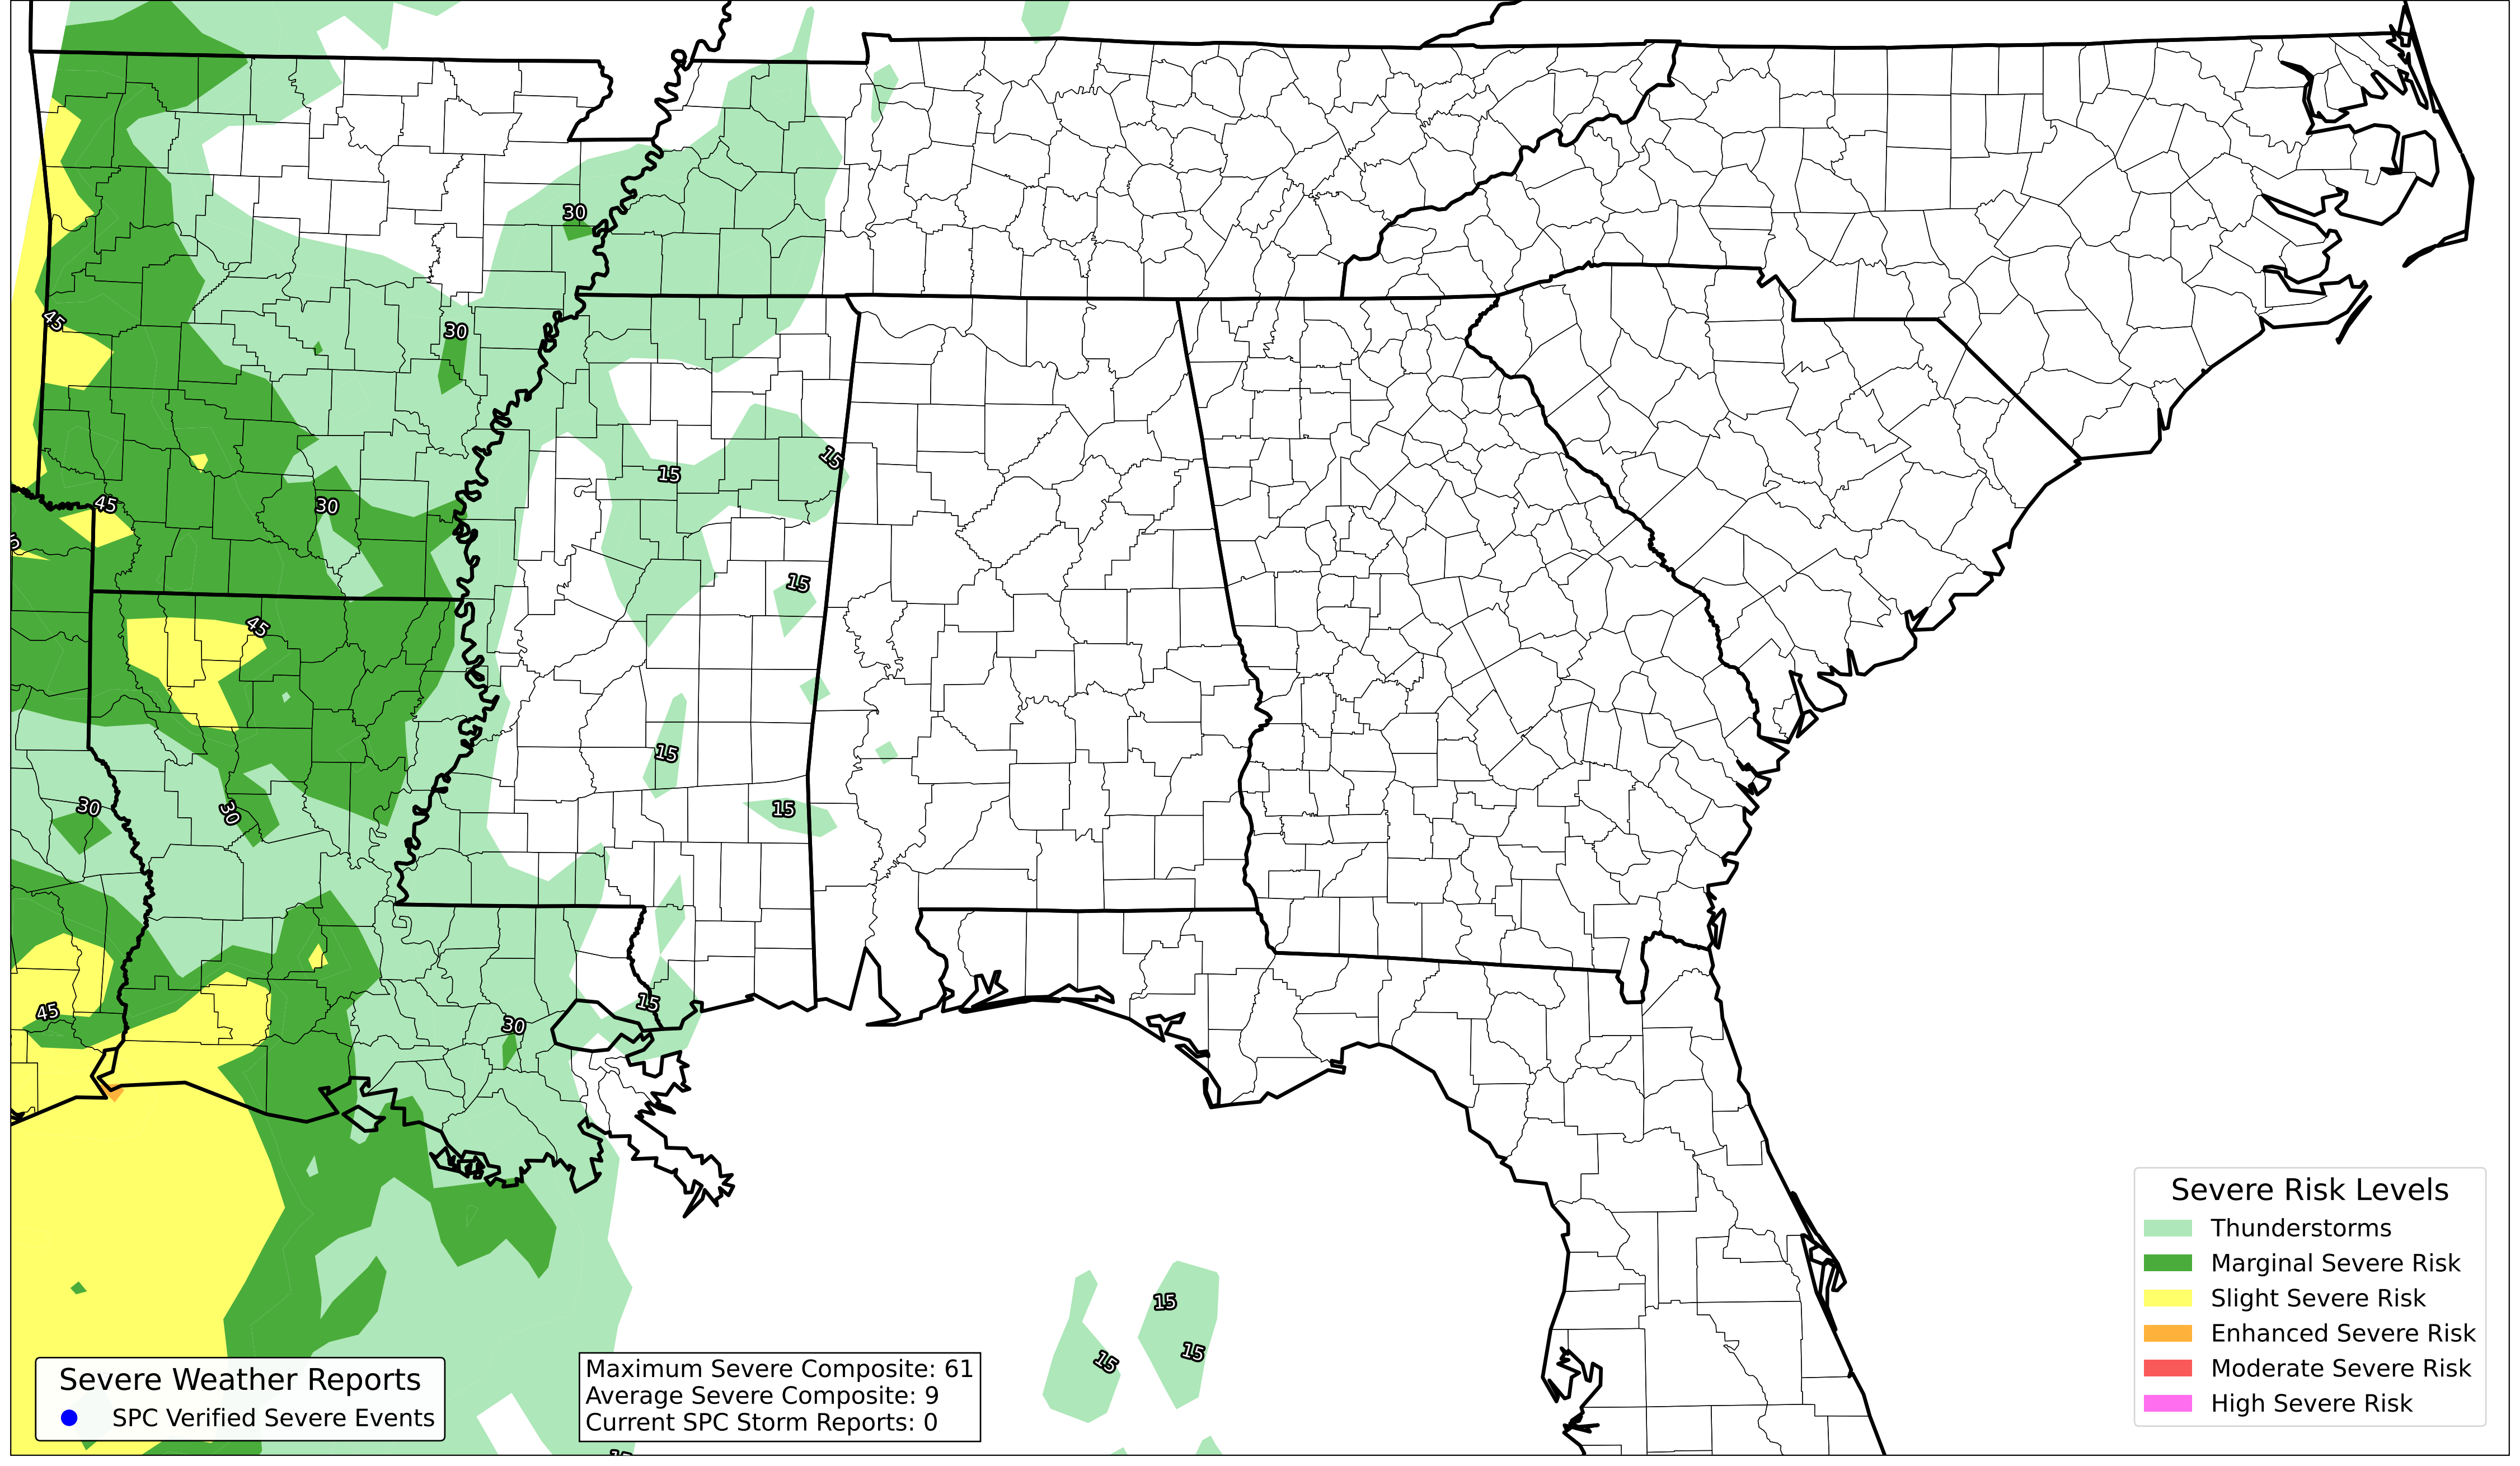 30
45
30
15
15
45
30
15
45
15
15
30
30
15
45
15
30
15
15
15
Severe Risk Levels
Thunderstorms
Marginal Severe Risk
Slight Severe Risk
Enhanced Severe Risk
Moderate Severe Risk
High Severe Risk
Severe Weather Reports
SPC Verified Severe Events
Maximum Severe Composite: 61
Average Severe Composite: 9
Current SPC Storm Reports: 0